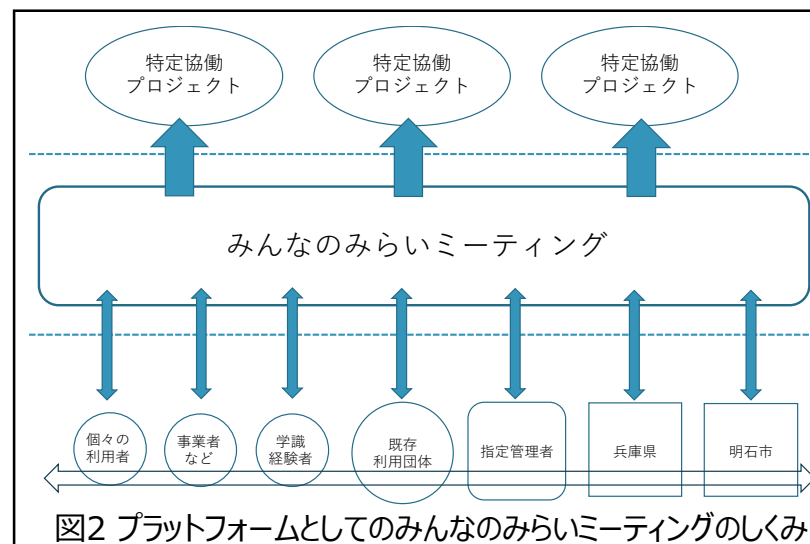 特定協働
プロジェクト
特定協働
プロジェクト
特定協働
プロジェクト
みんなのみらいミーティング
個々の
利用者
事業者
など
学識
経験者
既存
利用団体
指定管理者
兵庫県
明石市
図2 プラットフォームとしてのみんなのみらいミーティングのしくみ